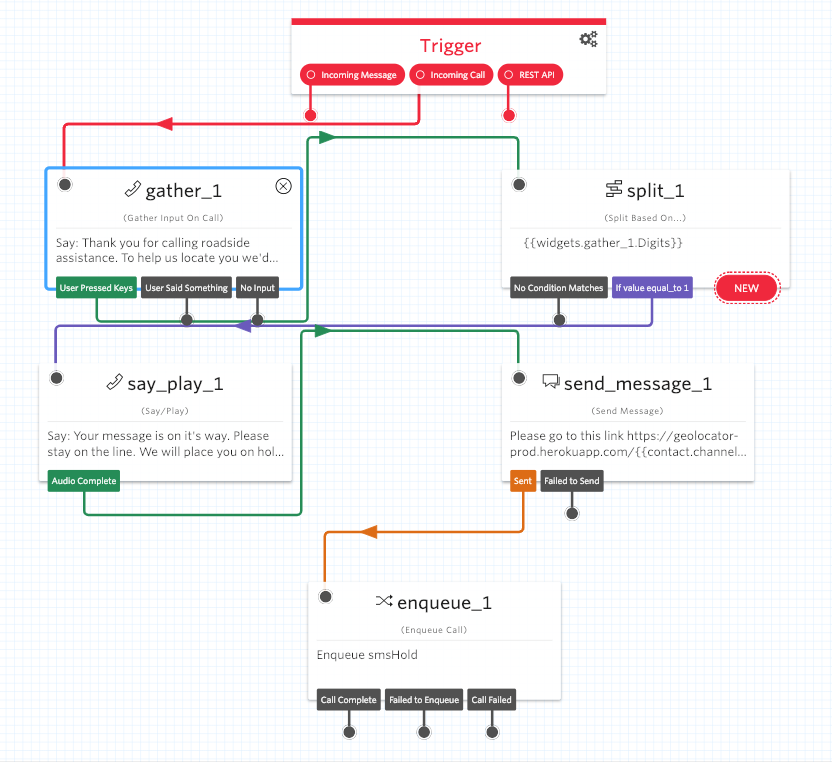 Trigger
Incoming Message
Incoming Call
REST API
gather_1
(Gather Input On Call)
Say: Thank you for calling roadside
assistance. To help us locate you we'd...
User Pressed Keys
User Said Something
No Input
split_1
(Split Based On...)
{{widgets.gather_1.Digits}}
No Condition Matches
If value equal_to 1
NEW
say_play_1
(Say/Play)
Say: Your message is on it's way. Please
stay on the line. We will place you on hol...
Audio Complete
send_message_1
(Send Message)
Please go to this link https://geolocator-
prod.herokuapp.com/{{contact.channel...
Sent
Failed to Send
enqueue_1
(Enqueue Call)
Enqueue smsHold
Call Complete
Failed to Enqueue
Call Failed